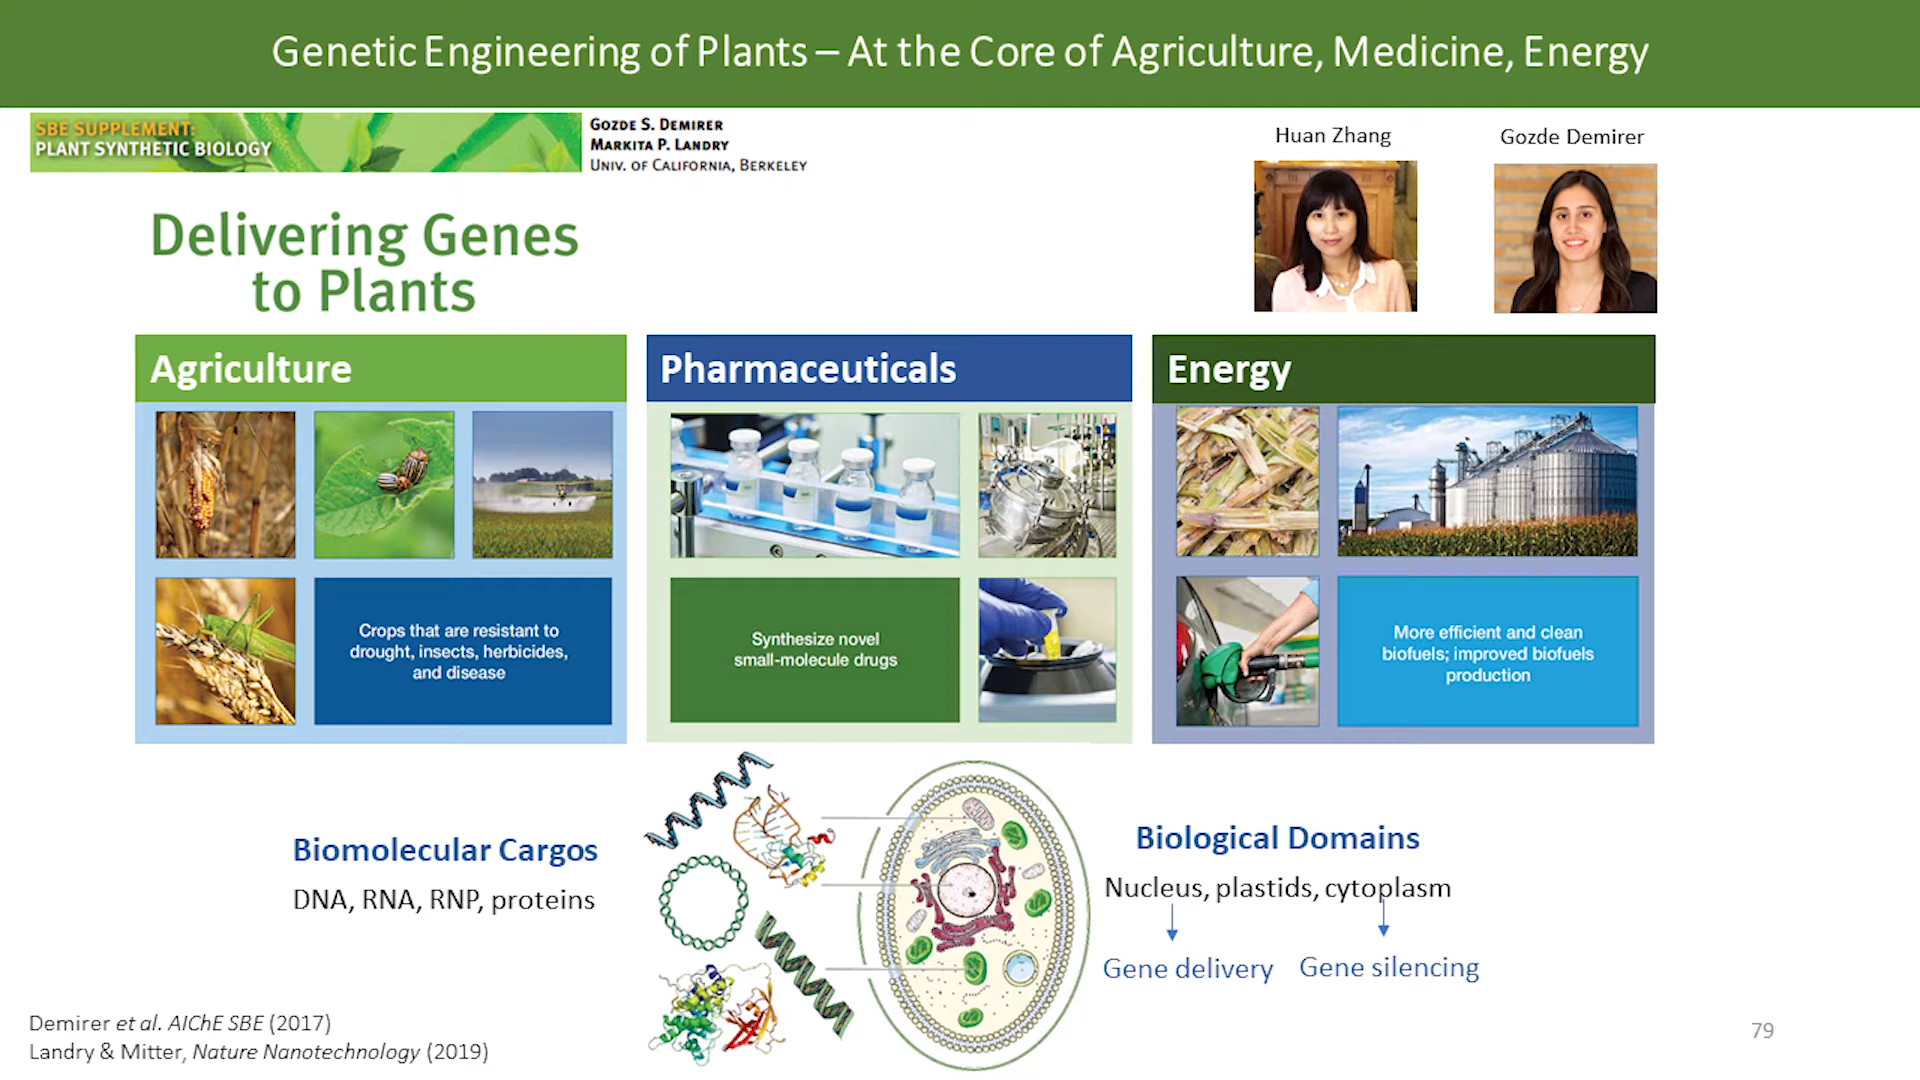 Genetic Engineering of Plants – At the Core of Agriculture, Medicine, Energy
SBE SUPPLEMENT:
PLANT SYNTHETIC BIOLOGY
GOZDE S. DEMIRER
MARKITA P. LANDRY
UNIV. OF CALIFORNIA, BERKELEY
Huan Zhang
Gozde Demirer
Delivering Genes
to Plants
Agriculture
Crops that are resistant to
drought, insects, herbicides,
and disease
Pharmaceuticals
Synthesize novel
small-molecule drugs
Energy
More efficient and clean
biofuels; improved biofuels
production
Biomolecular Cargos
DNA, RNA, RNP, proteins
Biological Domains
Nucleus, plastids, cytoplasm
Gene delivery
Gene silencing
Demirer et al. AIChE SBE (2017)
Landry & Mitter, Nature Nanotechnology (2019)
79